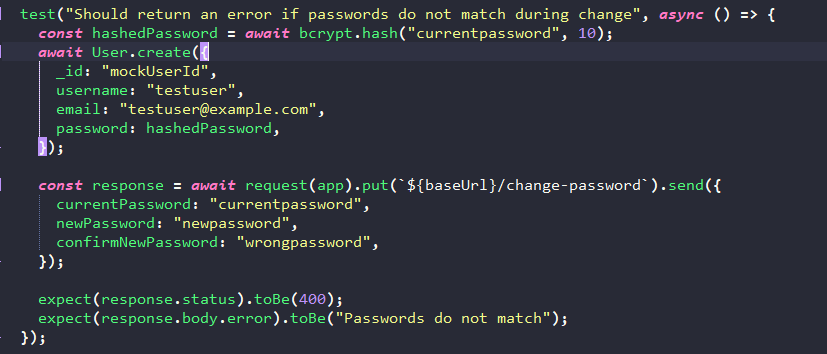 test("Should return an error if passwords do not match during change", async () => {
  const hashedPassword = await bcrypt.hash("currentpassword", 10);
  await User.create({
    _id: "mockUserId",
    username: "testuser",
    email: "testuser@example.com",
    password: hashedPassword,
  });

  const response = await request(app).put(`${baseUrl}/change-password`).send({
    currentPassword: "currentpassword",
    newPassword: "newpassword",
    confirmNewPassword: "wrongpassword",
  });

  expect(response.status).toBe(400);
  expect(response.body.error).toBe("Passwords do not match");
});